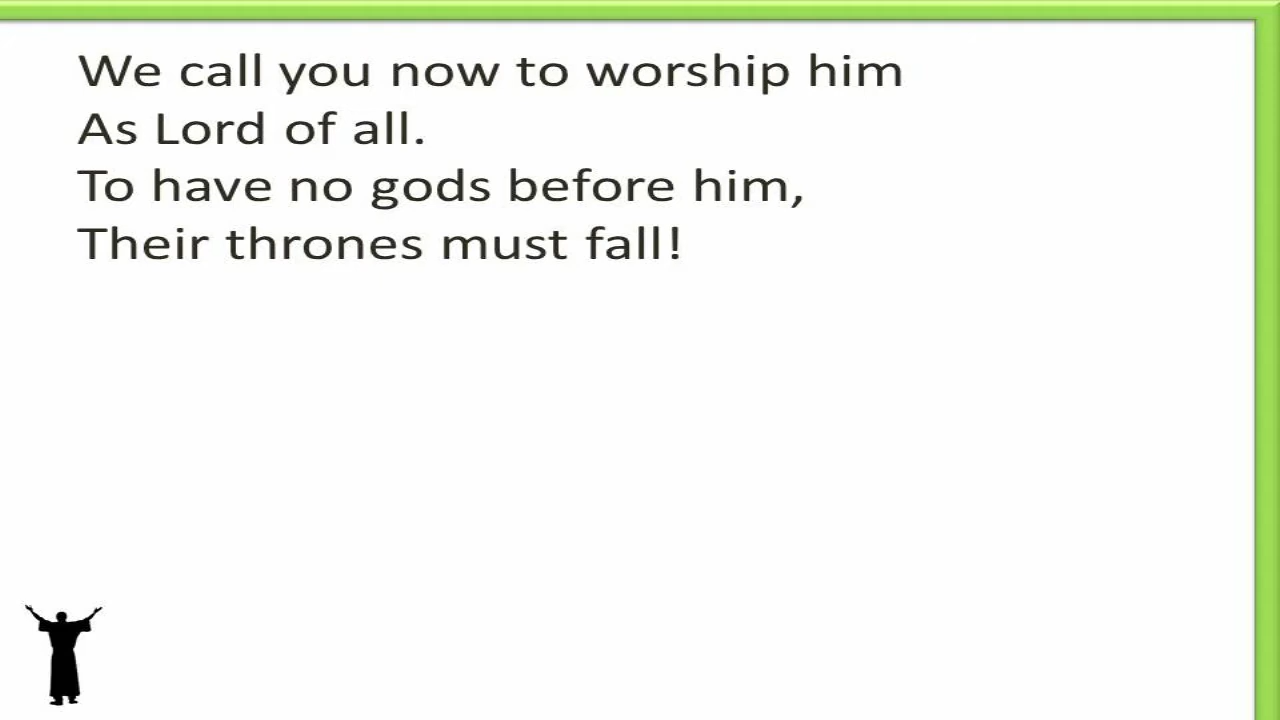 We call you now to worship him
As Lord of all.
To have no gods before him,
Their thrones must fall!